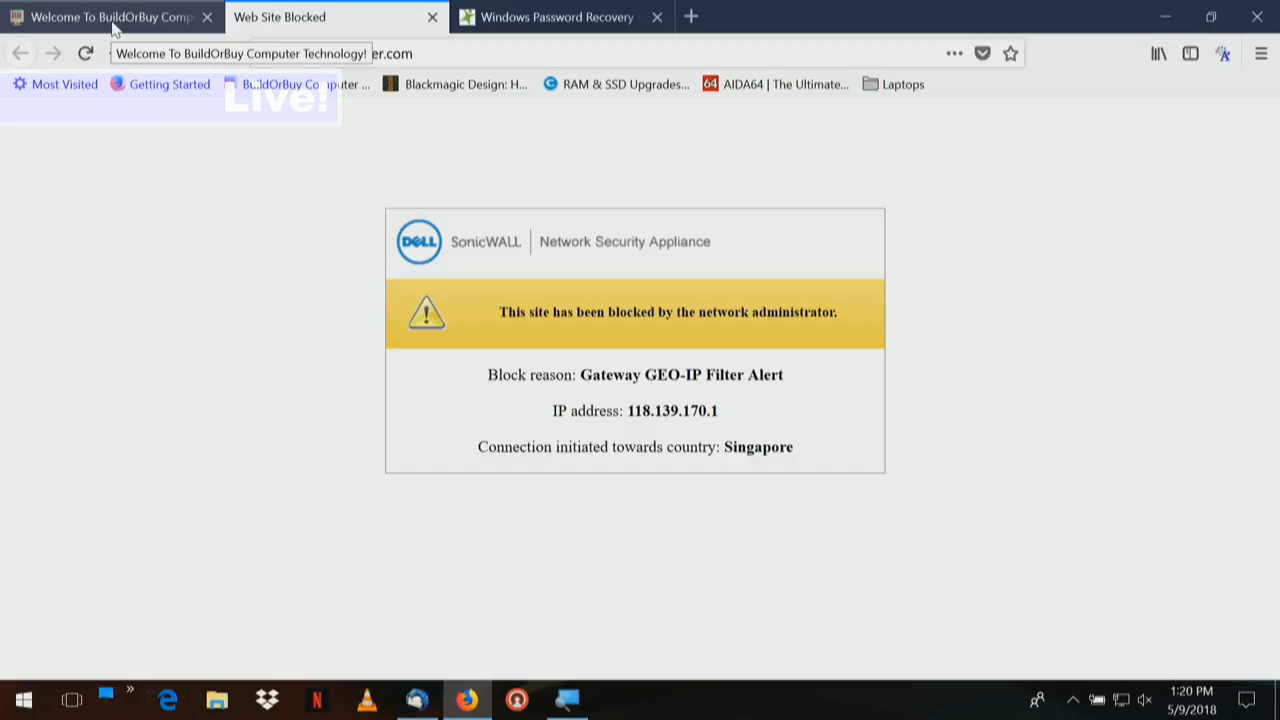 Welcome To BuildOrBuy Comp
Web Site Blocked
Windows Password Recovery
Welcome To BuildOrBuy Computer Technology!
er.com
Most Visited
Getting Started
BuildOrBuy Computer ...
Blackmagic Design: H...
RAM & SSD Upgrades...
64
AIDA64 | The Ultimate...
Laptops
Live!
DELL
SonicWALL
Network Security Appliance
This site has been blocked by the network administrator.
Block reason: Gateway GEO-IP Filter Alert
IP address: 118.139.170.1
Connection initiated towards country: Singapore
1:20 PM
5/9/2018